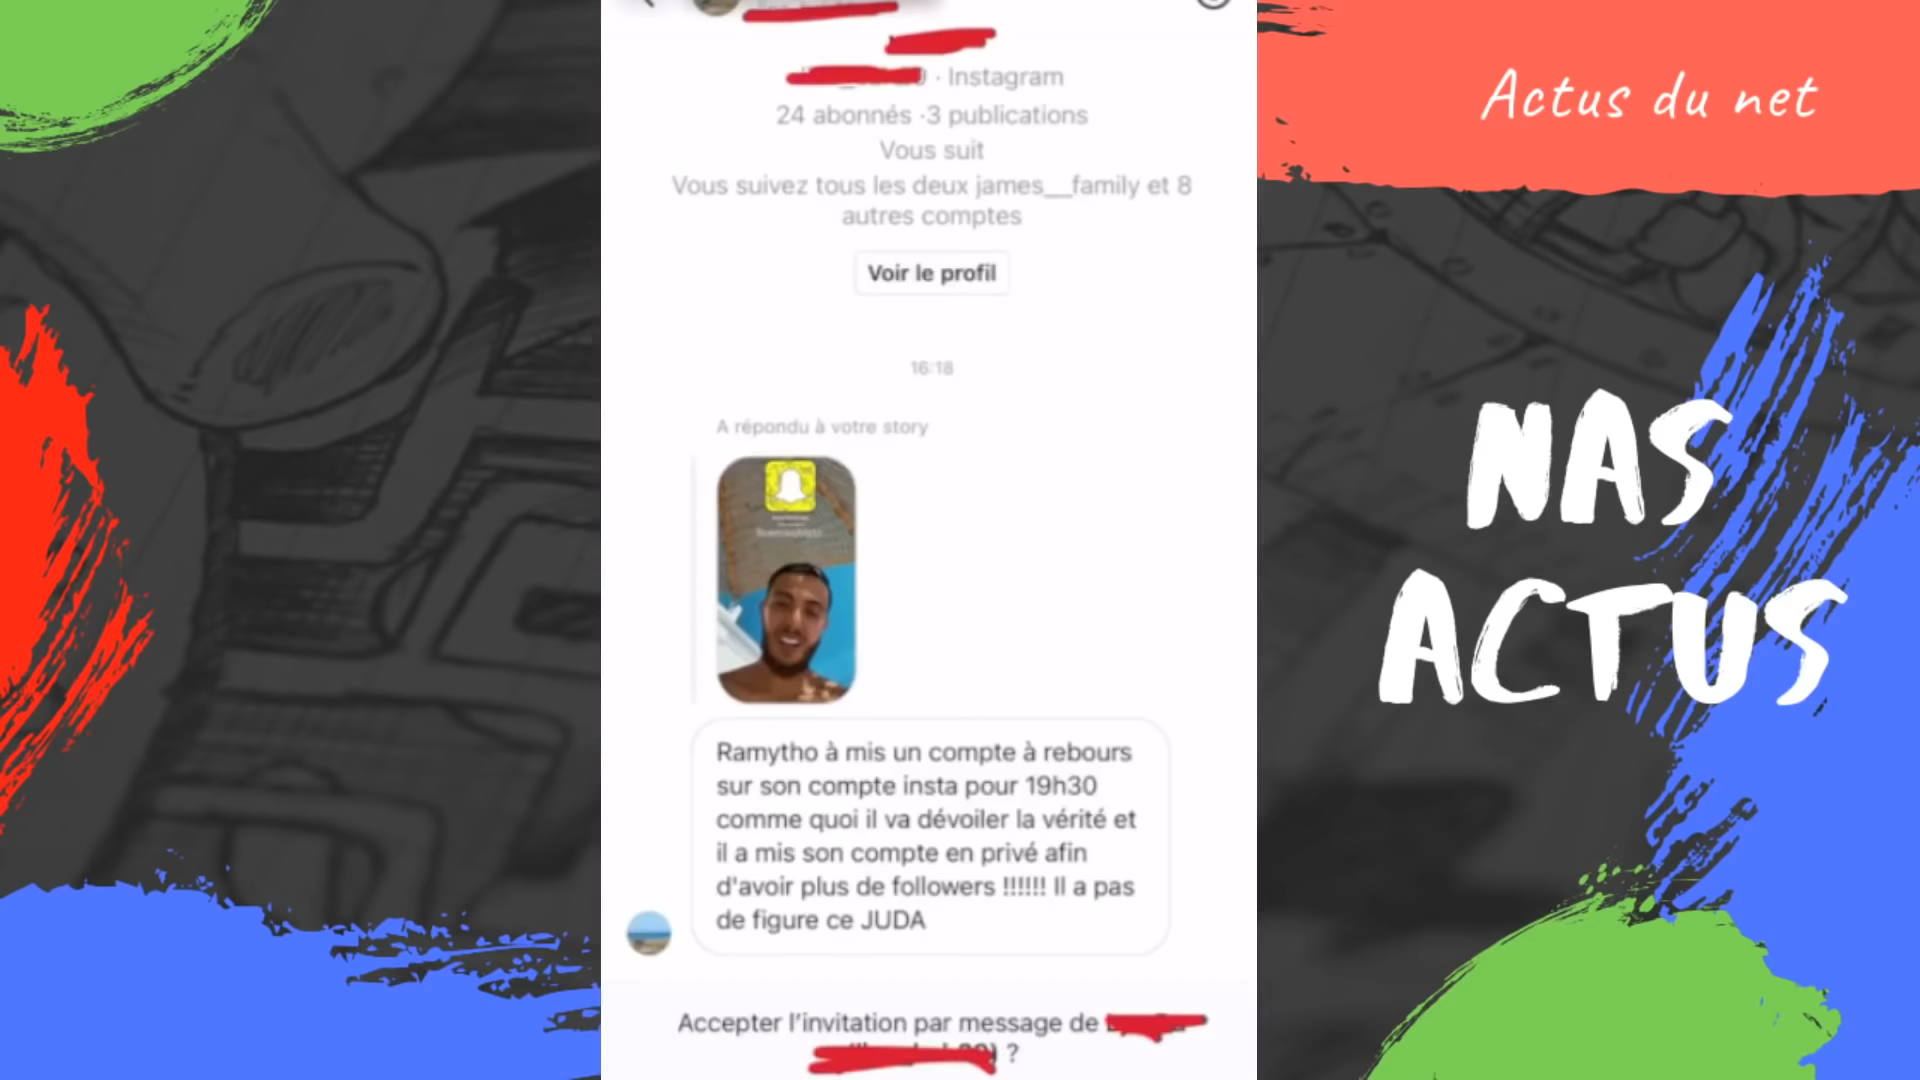 · Instagram
24 abonnés ·3 publications
Vous suit
Vous suivez tous les deux james__family et 8
autres comptes
Voir le profil
16:18
A répondu à votre story
Ramytho à mis un compte à rebours
sur son compte insta pour 19h30
comme quoi il va dévoiler la vérité et
il a mis son compte en privé afin
d'avoir plus de followers !!!!!! Il a pas
de figure ce JUDA
Accepter l'invitation par message de
?
Actus du net
NAS
ACTUS